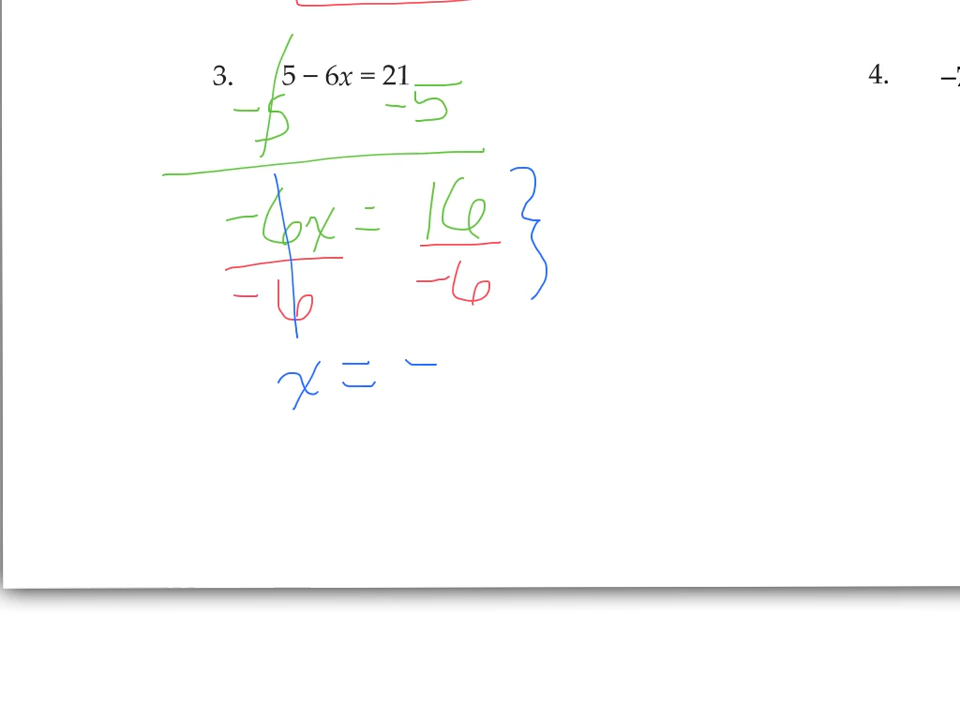 3. 5 – 6x = 21
4. –
-5 -5
-6x = 16
-6 -6
x = -